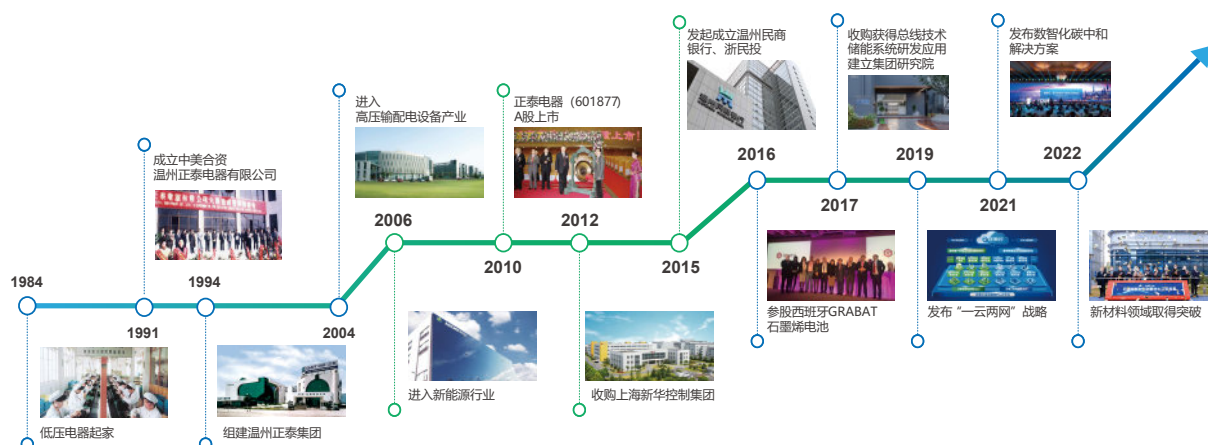 1984
低压电器起家
成立中美合资
温州正泰电器有限公司
1991
1994
组建温州正泰集团
进入
高压输配电设备产业
2004
2006
进入新能源行业
正泰电器（601877）
A股上市
2010
2012
收购上海新华控制集团
发起成立温州民商
银行、浙民投
2015
2016
参股西班牙GRABAT
石墨烯电池
收购获得总线技术
储能系统研发应用
建立集团研究院
2017
2019
发布“一云两网”战略
发布数智化碳中和
解决方案
2021
2022
新材料领域取得突破